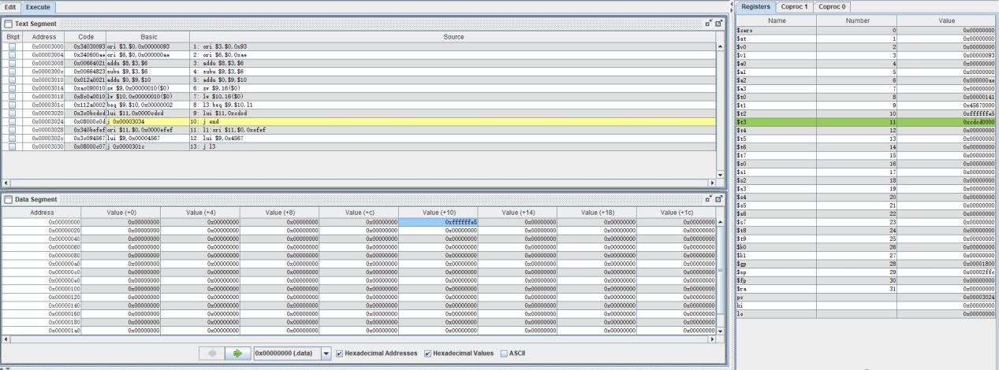 Edit Execute
Text Segment
Bkpt Address Code Basic Source
0x00003000 0x34030093 ori $3,$0,0x00000093 1: ori $3,$0,0x93
0x00003004 0x340600ae ori $6,$0,0x000000ae 2: ori $6,$0,0xae
0x00003008 0x00664021 addu $8,$3,$6 3: addu $8,$3,$6
0x0000300c 0x00664823 subu $9,$3,$6 4: subu $9,$3,$6
0x00003010 0x012a0021 addu $0,$9,$10 5: addu $0,$9,$10
0x00003014 0xac090010 sw $9,0x00000010($0) 6: sw $9,16($0)
0x00003018 0x8c0a0010 lw $10,0x00000010($0) 7: lw $10,16($0)
0x0000301c 0x112a0002 beq $9,$10,0x00000002 8: l3:beq $9,$10,l1
0x00003020 0x3c0bcdcd lui $11,0x0000cdcd 9: lui $11,0xcdcd
0x00003024 0x08000c0d j 0x00003034 10: j end
0x00003028 0x340befef ori $11,$0,0x0000efef 11: l1:ori $11,$0,0xefef
0x0000302c 0x3c094567 lui $9,0x00004567 12: lui $9,0x4567
0x00003030 0x08000c07 j 0x0000301c 13: j l3
Data Segment
Address Value (+0) Value (+4) Value (+8) Value (+c) Value (+10) Value (+14) Value (+18) Value (+1c)
0x00000000 0x00000000 0x00000000 0x00000000 0x00000000 0xffffffe5 0x00000000 0x00000000 0x00000000
0x00000020 0x00000000 0x00000000 0x00000000 0x00000000 0x00000000 0x00000000 0x00000000 0x00000000
0x00000040 0x00000000 0x00000000 0x00000000 0x00000000 0x00000000 0x00000000 0x00000000 0x00000000
0x00000060 0x00000000 0x00000000 0x00000000 0x00000000 0x00000000 0x00000000 0x00000000 0x00000000
0x00000080 0x00000000 0x00000000 0x00000000 0x00000000 0x00000000 0x00000000 0x00000000 0x00000000
0x000000a0 0x00000000 0x00000000 0x00000000 0x00000000 0x00000000 0x00000000 0x00000000 0x00000000
0x000000c0 0x00000000 0x00000000 0x00000000 0x00000000 0x00000000 0x00000000 0x00000000 0x00000000
0x000000e0 0x00000000 0x00000000 0x00000000 0x00000000 0x00000000 0x00000000 0x00000000 0x00000000
0x00000100 0x00000000 0x00000000 0x00000000 0x00000000 0x00000000 0x00000000 0x00000000 0x00000000
0x00000120 0x00000000 0x00000000 0x00000000 0x00000000 0x00000000 0x00000000 0x00000000 0x00000000
0x00000140 0x00000000 0x00000000 0x00000000 0x00000000 0x00000000 0x00000000 0x00000000 0x00000000
0x00000160 0x00000000 0x00000000 0x00000000 0x00000000 0x00000000 0x00000000 0x00000000 0x00000000
0x00000180 0x00000000 0x00000000 0x00000000 0x00000000 0x00000000 0x00000000 0x00000000 0x00000000
0x000001a0 0x00000000 0x00000000 0x00000000 0x00000000 0x00000000 0x00000000 0x00000000 0x00000000
0x00000000 (.data) Hexadecimal Addresses Hexadecimal Values ASCII
Registers Coproc 1 Coproc 0
Name Number Value
$zero 0 0x00000000
$at 1 0x00000000
$v0 2 0x00000000
$v1 3 0x00000093
$a0 4 0x00000000
$a1 5 0x00000000
$a2 6 0x000000ae
$a3 7 0x00000000
$t0 8 0x00000141
$t1 9 0x45670000
$t2 10 0xffffffe5
$t3 11 0xcdcd0000
$t4 12 0x00000000
$t5 13 0x00000000
$t6 14 0x00000000
$t7 15 0x00000000
$s0 16 0x00000000
$s1 17 0x00000000
$s2 18 0x00000000
$s3 19 0x00000000
$s4 20 0x00000000
$s5 21 0x00000000
$s6 22 0x00000000
$s7 23 0x00000000
$t8 24 0x00000000
$t9 25 0x00000000
$k0 26 0x00000000
$k1 27 0x00000000
$gp 28 0x00001800
$sp 29 0x00002ffc
$fp 30 0x00000000
$ra 31 0x00000000
pc 0x00003024
hi 0x00000000
lo 0x00000000